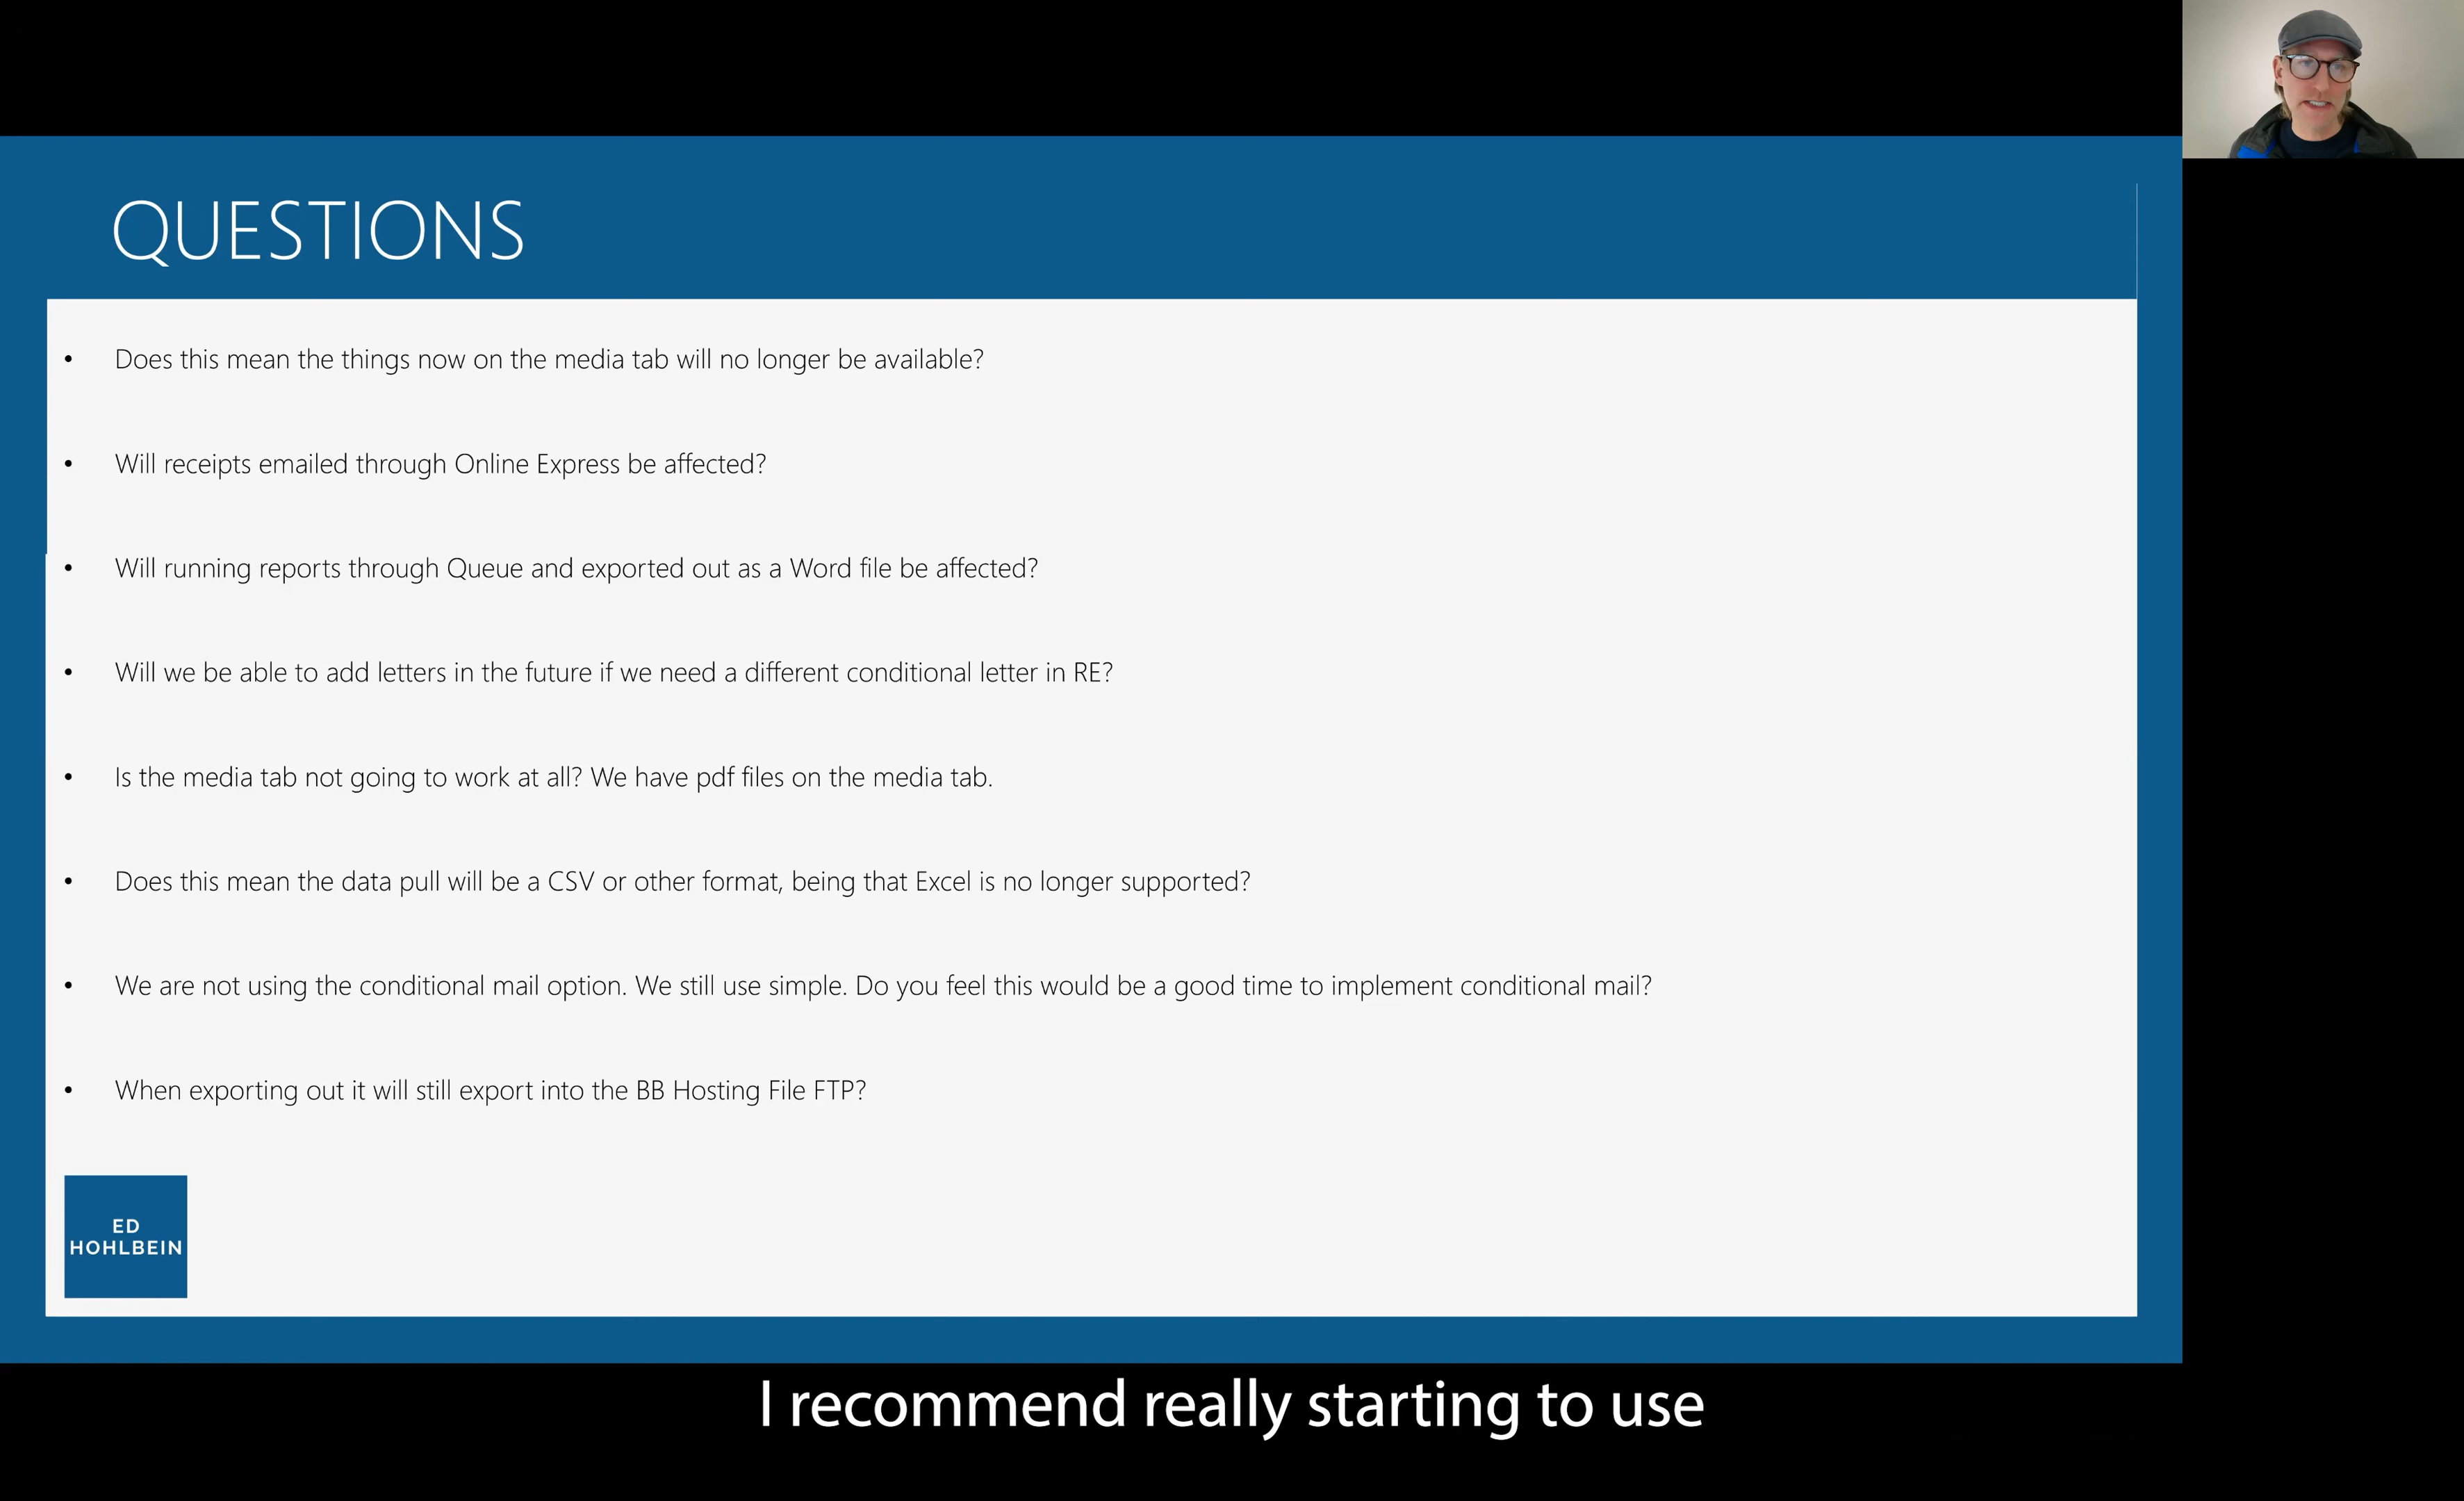 QUESTIONS
• Does this mean the things now on the media tab will no longer be available?
• Will receipts emailed through Online Express be affected?
• Will running reports through Queue and exported out as a Word file be affected?
• Will we be able to add letters in the future if we need a different conditional letter in RE?
• Is the media tab not going to work at all? We have pdf files on the media tab.
• Does this mean the data pull will be a CSV or other format, being that Excel is no longer supported?
• We are not using the conditional mail option. We still use simple. Do you feel this would be a good time to implement conditional mail?
• When exporting out it will still export into the BB Hosting File FTP?
ED
HOHLBEIN
I recommend really starting to use